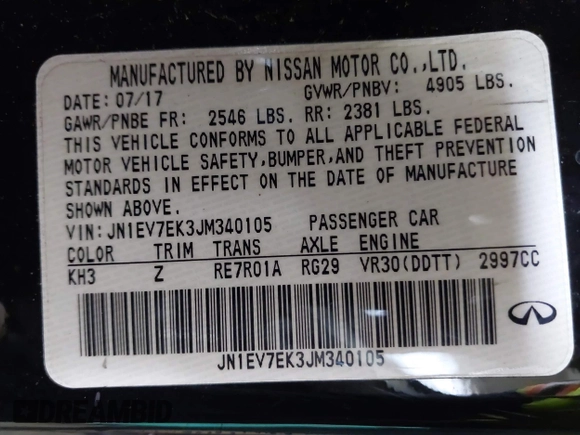 MANUFACTURED BY NISSAN MOTOR CO.,LTD.
DATE: 07/17 GVWR/PNBV: 4905 LBS.
GAWR/PNBE FR: 2546 LBS. RR: 2381 LBS.
THIS VEHICLE CONFORMS TO ALL APPLICABLE FEDERAL
MOTOR VEHICLE SAFETY,BUMPER,AND THEFT PREVENTION
STANDARDS IN EFFECT ON THE DATE OF MANUFACTURE
SHOWN ABOVE.
VIN:JN1EV7EK3JM340105 PASSENGER CAR
COLOR TRIM TRANS AXLE ENGINE
KH3 Z RE7R01A RG29 VR30(DDTT) 2997CC
JN1EV7EK3JM340105
DREAMBID